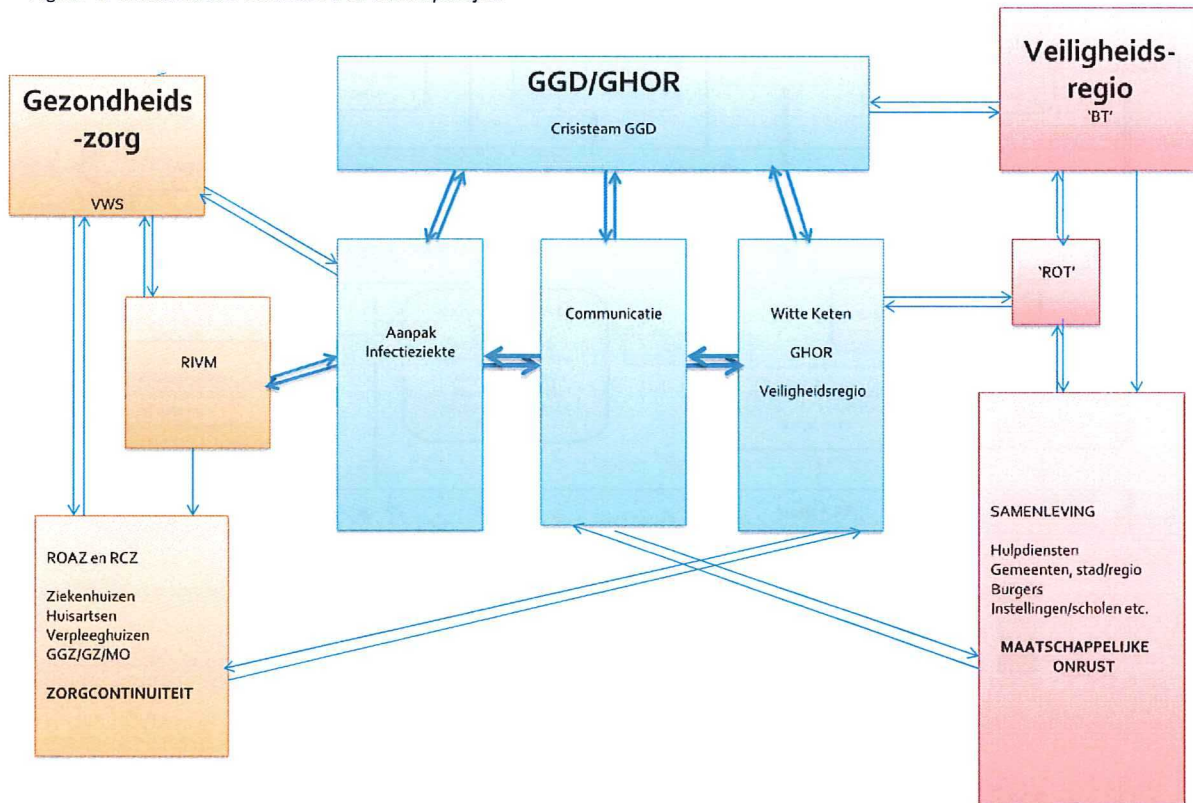 GGD/GHOR
Crisisteam GGD
Veiligheids-
regio
'BT'
Gezondheids
-zorg
VWS
RIVM
Aanpak
Infectieziekte
Communicatie
Witte Keten
GHOR
Veiligheidsregio
'ROT'
ROAZ en RCZ
Ziekenhuizen
Huisartsen
Verpleeghuizen
GGZ/GZ/MO
ZORGCONTINUITEIT
SAMENLEVING
Hulpdiensten
Gemeenten, stad/regio
Burgers
Instellingen/scholen etc.
MAATSCHAPPELIJKE
ONRUST